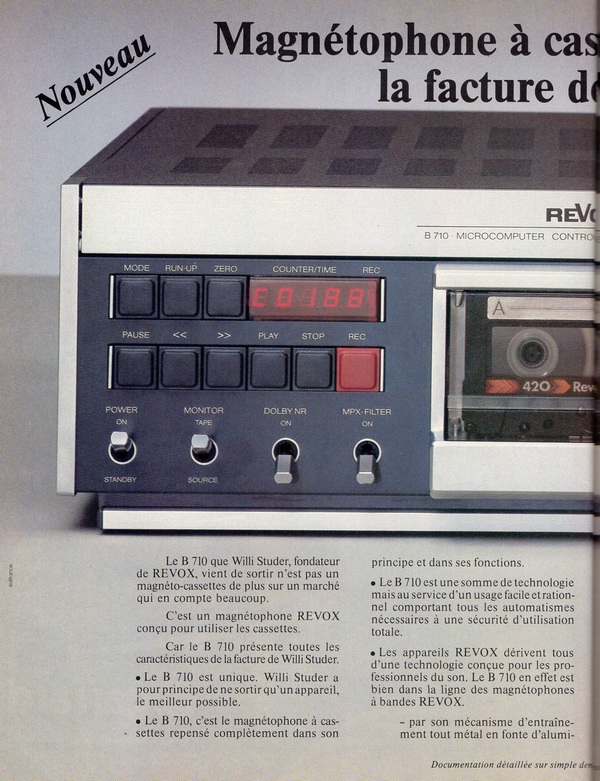 Nouveau
Magnétophone à cas
la facture de
REVO
B 710 · MICROCOMPUTER CONTRO
MODE RUN-UP ZERO COUNTER/TIME REC
PAUSE << >> PLAY STOP REC
A
420 Rev
POWER MONITOR DOLBY NR MPX-FILTER
ON TAPE ON ON
STANDBY SOURCE
Le B 710 que Willi Studer, fondateur
de REVOX, vient de sortir n'est pas un
magnéto-cassettes de plus sur un marché
qui en compte beaucoup.
C'est un magnétophone REVOX
conçu pour utiliser les cassettes.
Car le B 710 présente toutes les
caractéristiques de la facture de Willi Studer.
• Le B 710 est unique. Willi Studer a
pour principe de ne sortir qu'un appareil,
le meilleur possible.
• Le B 710, c'est le magnétophone à cas-
settes repensé complètement dans son
principe et dans ses fonctions.
• Le B 710 est une somme de technologie
mais au service d'un usage facile et ration-
nel comportant tous les automatismes
nécessaires à une sécurité d'utilisation
totale.
• Les appareils REVOX dérivent tous
d'une technologie conçue pour les pro-
fessionnels du son. Le B 710 en effet est
bien dans la ligne des magnétophones
à bandes REVOX.
– par son mécanisme d'entraîne-
ment tout métal en fonte d'alumi-
Documentation détaillée sur simple dem